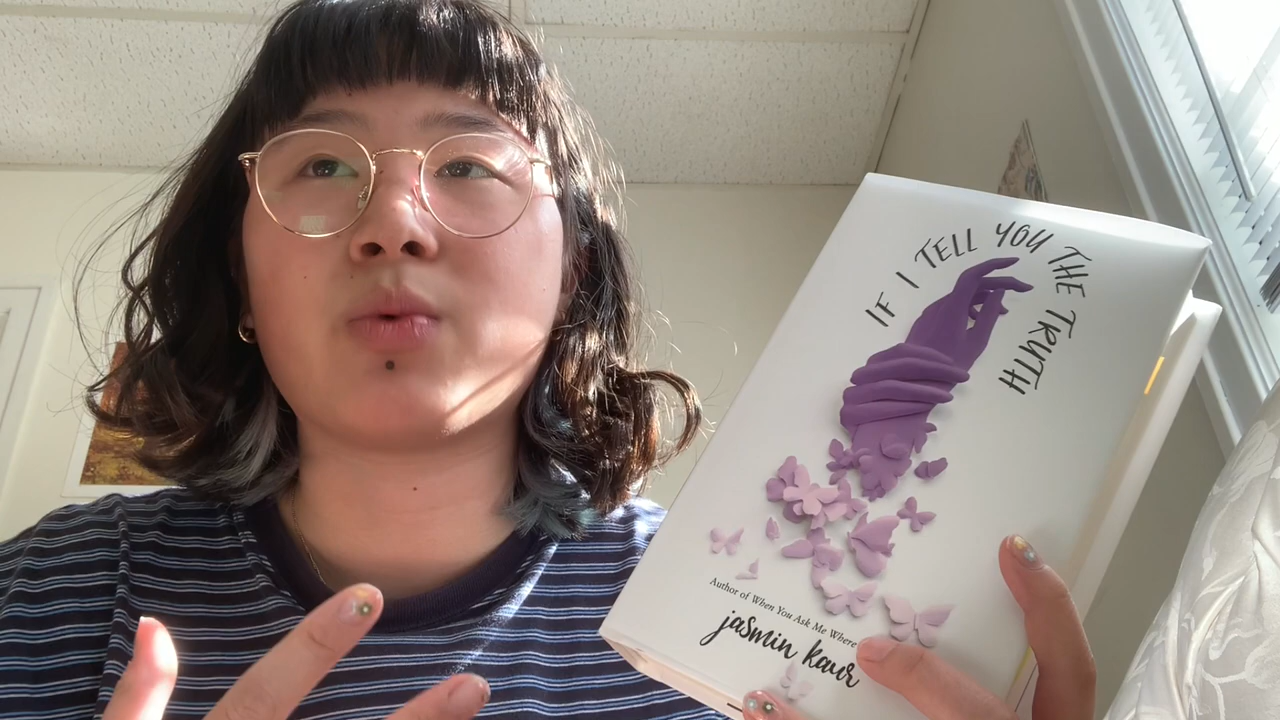 IF I TELL YOU THE TRUTH
Author of When You Ask Me Where
jasmin kaur